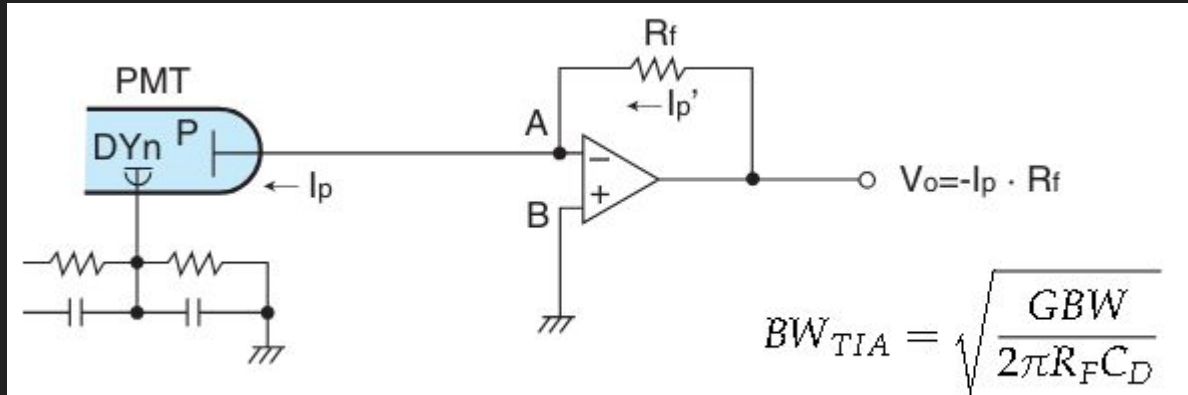 Rf
PMT
Ip'
A
DYn P
−
Ip
+
Vo=-Ip · Rf
B
BW_TIA = √(GBW / 2πR_F C_D)